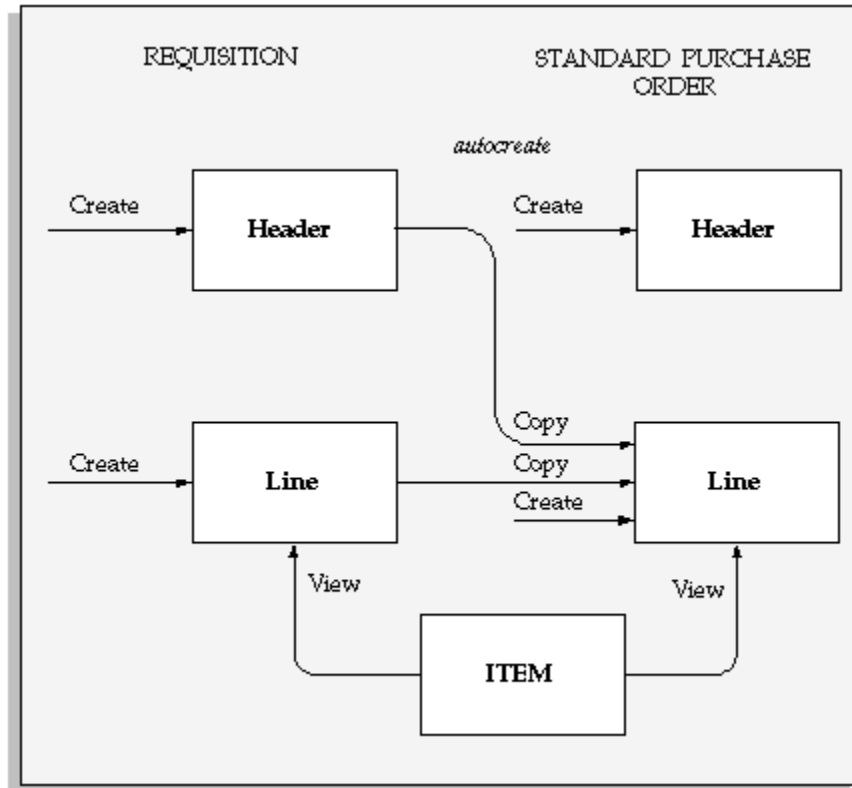 REQUISITION
STANDARD PURCHASE
ORDER
autocreate
Create
Header
Create
Header
Copy
Create
Line
Copy
Line
Create
View
View
ITEM